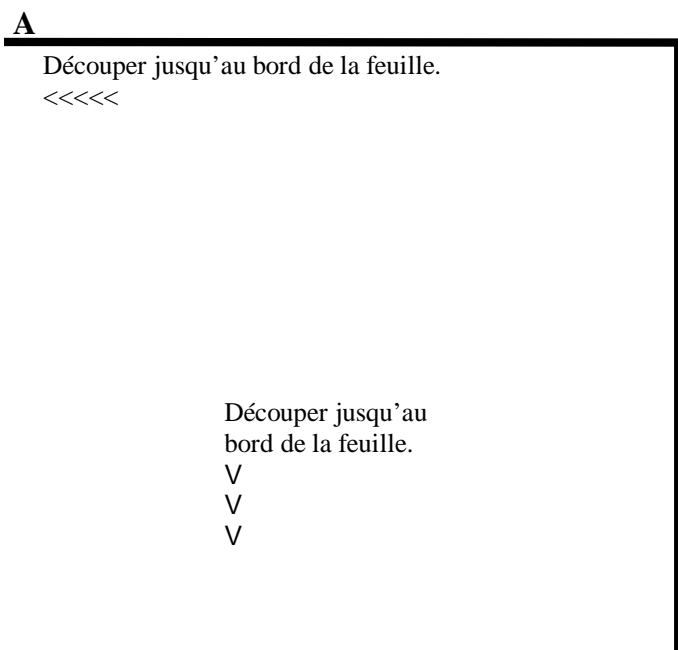 A
Découper jusqu’au bord de la feuille.
<<<<<
Découper jusqu’au
bord de la feuille.
V
V
V